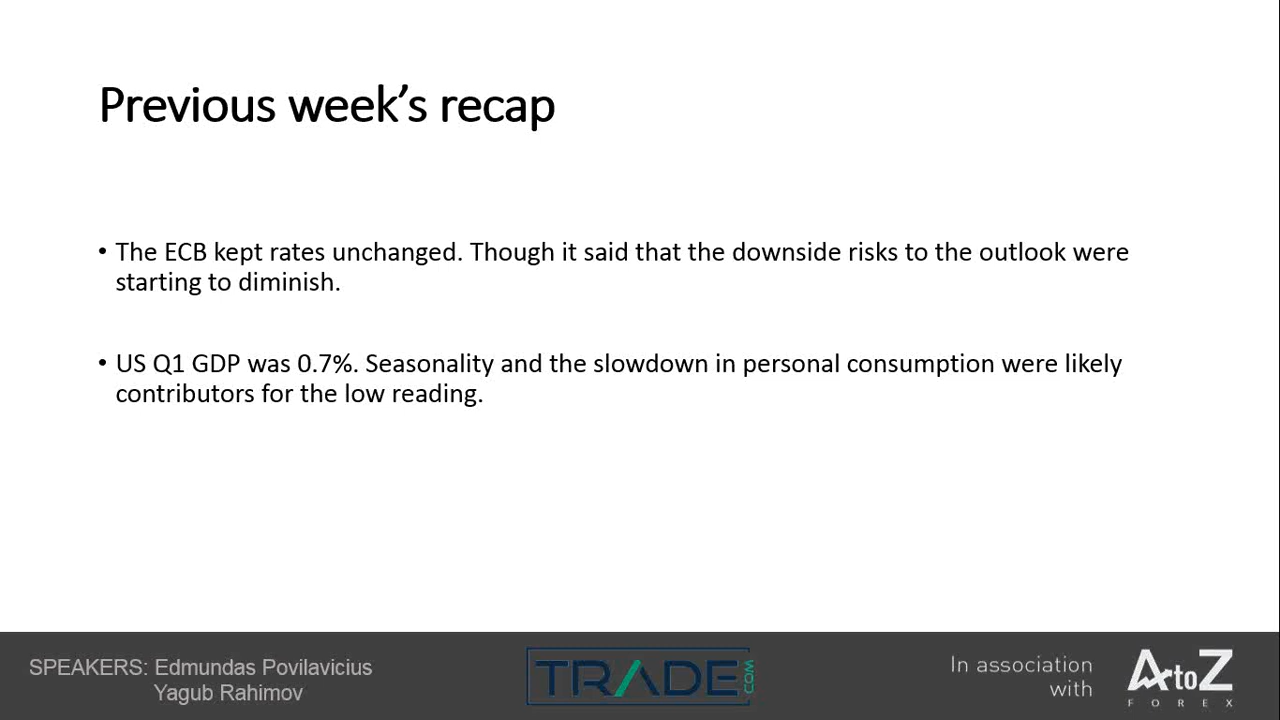 Previous week’s recap
• The ECB kept rates unchanged. Though it said that the downside risks to the outlook were
starting to diminish.
• US Q1 GDP was 0.7%. Seasonality and the slowdown in personal consumption were likely
contributors for the low reading.
SPEAKERS: Edmundas Povilavicius
Yagub Rahimov
TRADE.COM
In association
with
AtoZ
FOREX